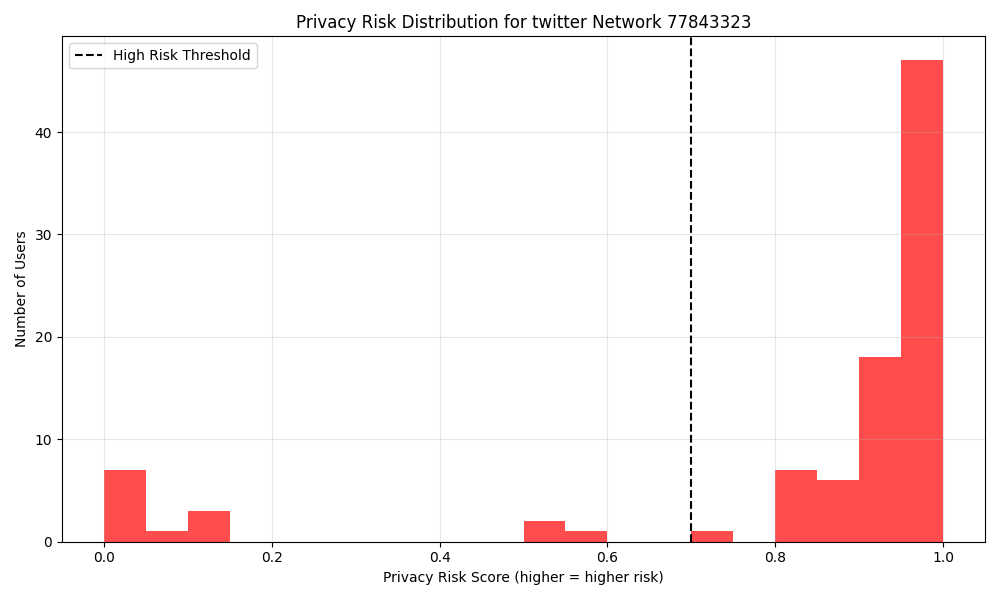 Privacy Risk Distribution for twitter Network 77843323
High Risk Threshold
Number of Users
40
30
20
10
0
0.0 0.2 0.4 0.6 0.8 1.0
Privacy Risk Score (higher = higher risk)